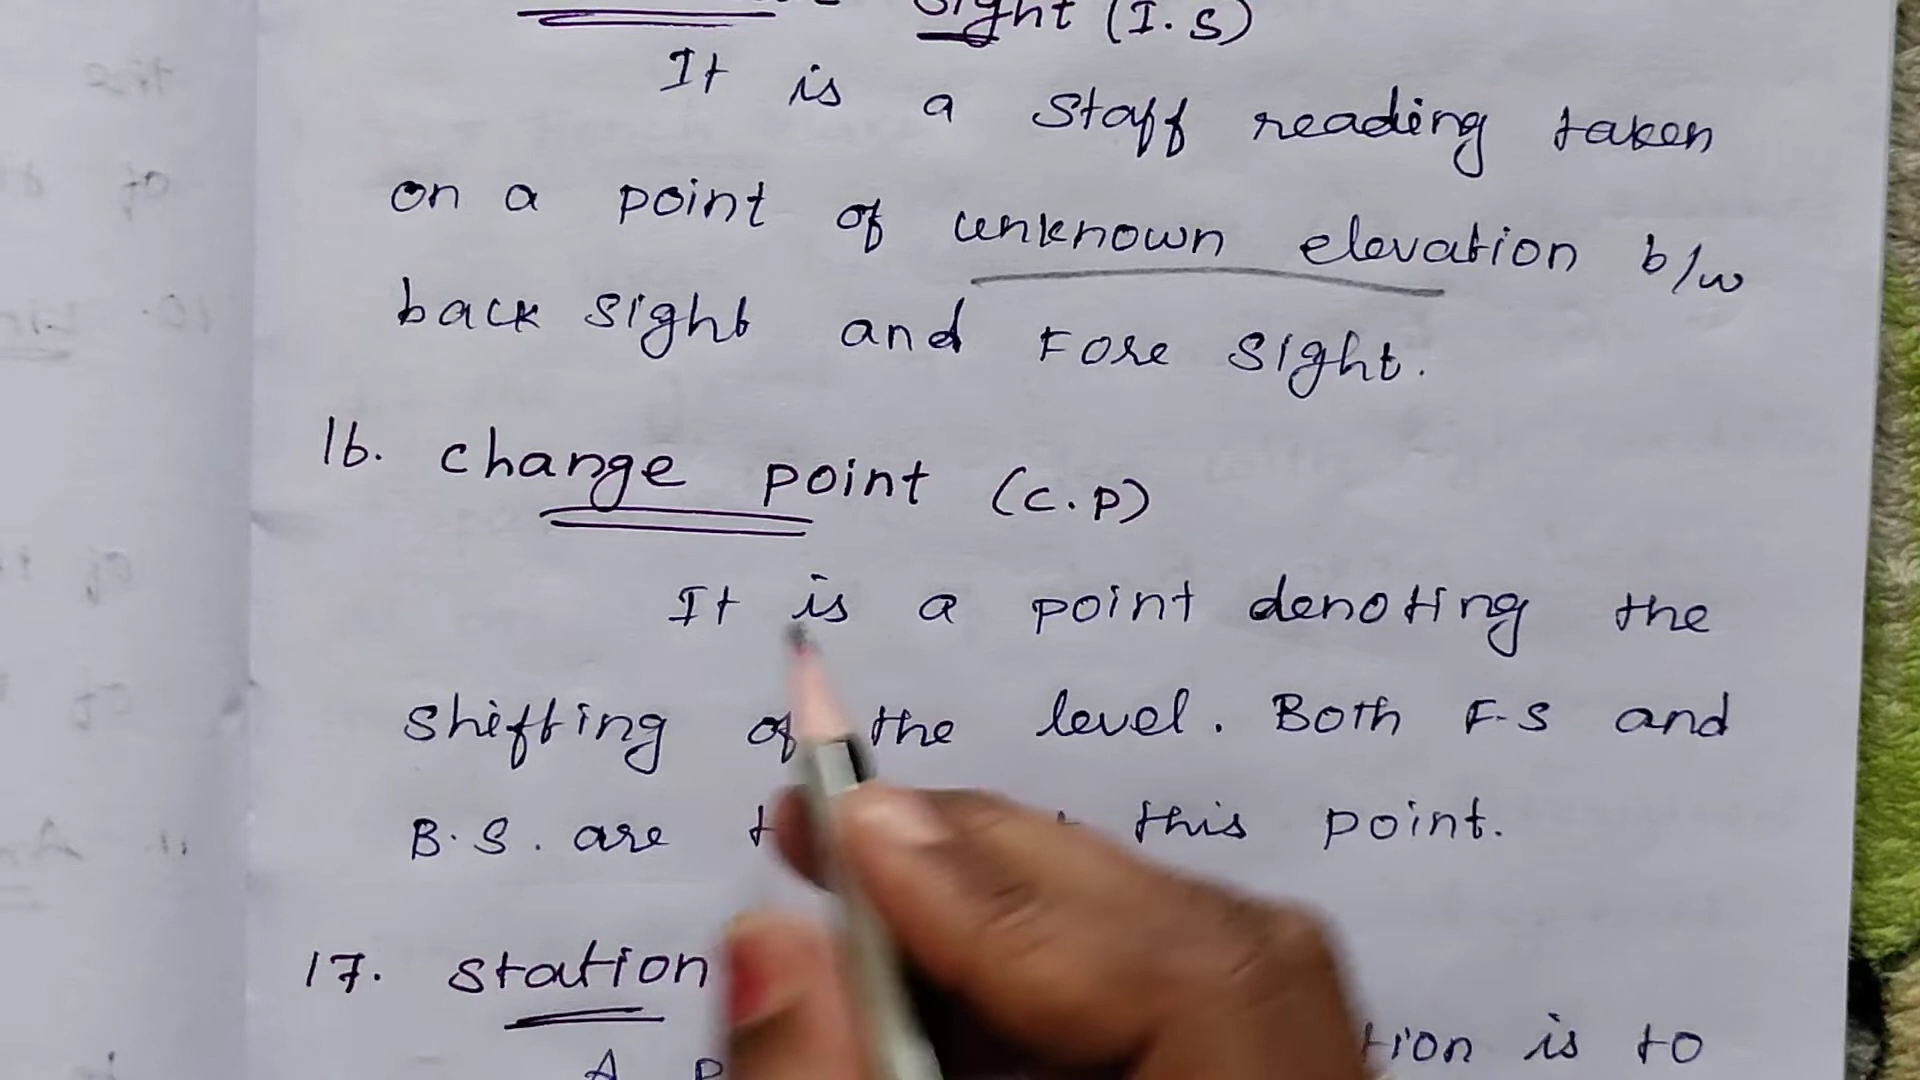 Sight (I.S)
It is a Staff reading taken
on a point of unknown elevation b/w
back sight and Fore Sight.
16. Change point (C.P)
It is a point denoting the
shifting of the level. Both F.S and
B.S. are this point.
17. Station
A
is to